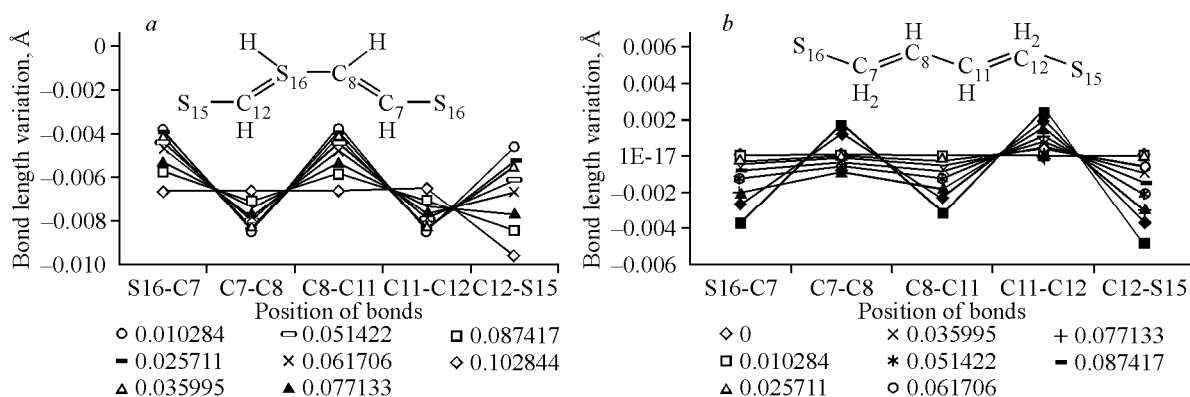 a
b
Bond length variation, Å
0
–0.002
–0.004
–0.006
–0.008
–0.010
H
H
S16
C8
S15
C12
C7
S16
H
H
S16-C7 C7-C8 C8-C11 C11-C12 C12-S15
Position of bonds
0.010284 0.051422 0.087417
0.025711 0.061706 0.102844
0.035995 0.077133
Bond length variation, Å
0.006
0.004
0.002
1E-17
–0.002
–0.004
–0.006
H
H2
S16
C8
C12
C7
C11
S15
H2
H
S16-C7 C7-C8 C8-C11 C11-C12 C12-S15
Position of bonds
0 0.035995 0.077133
0.010284 0.051422 0.087417
0.025711 0.061706